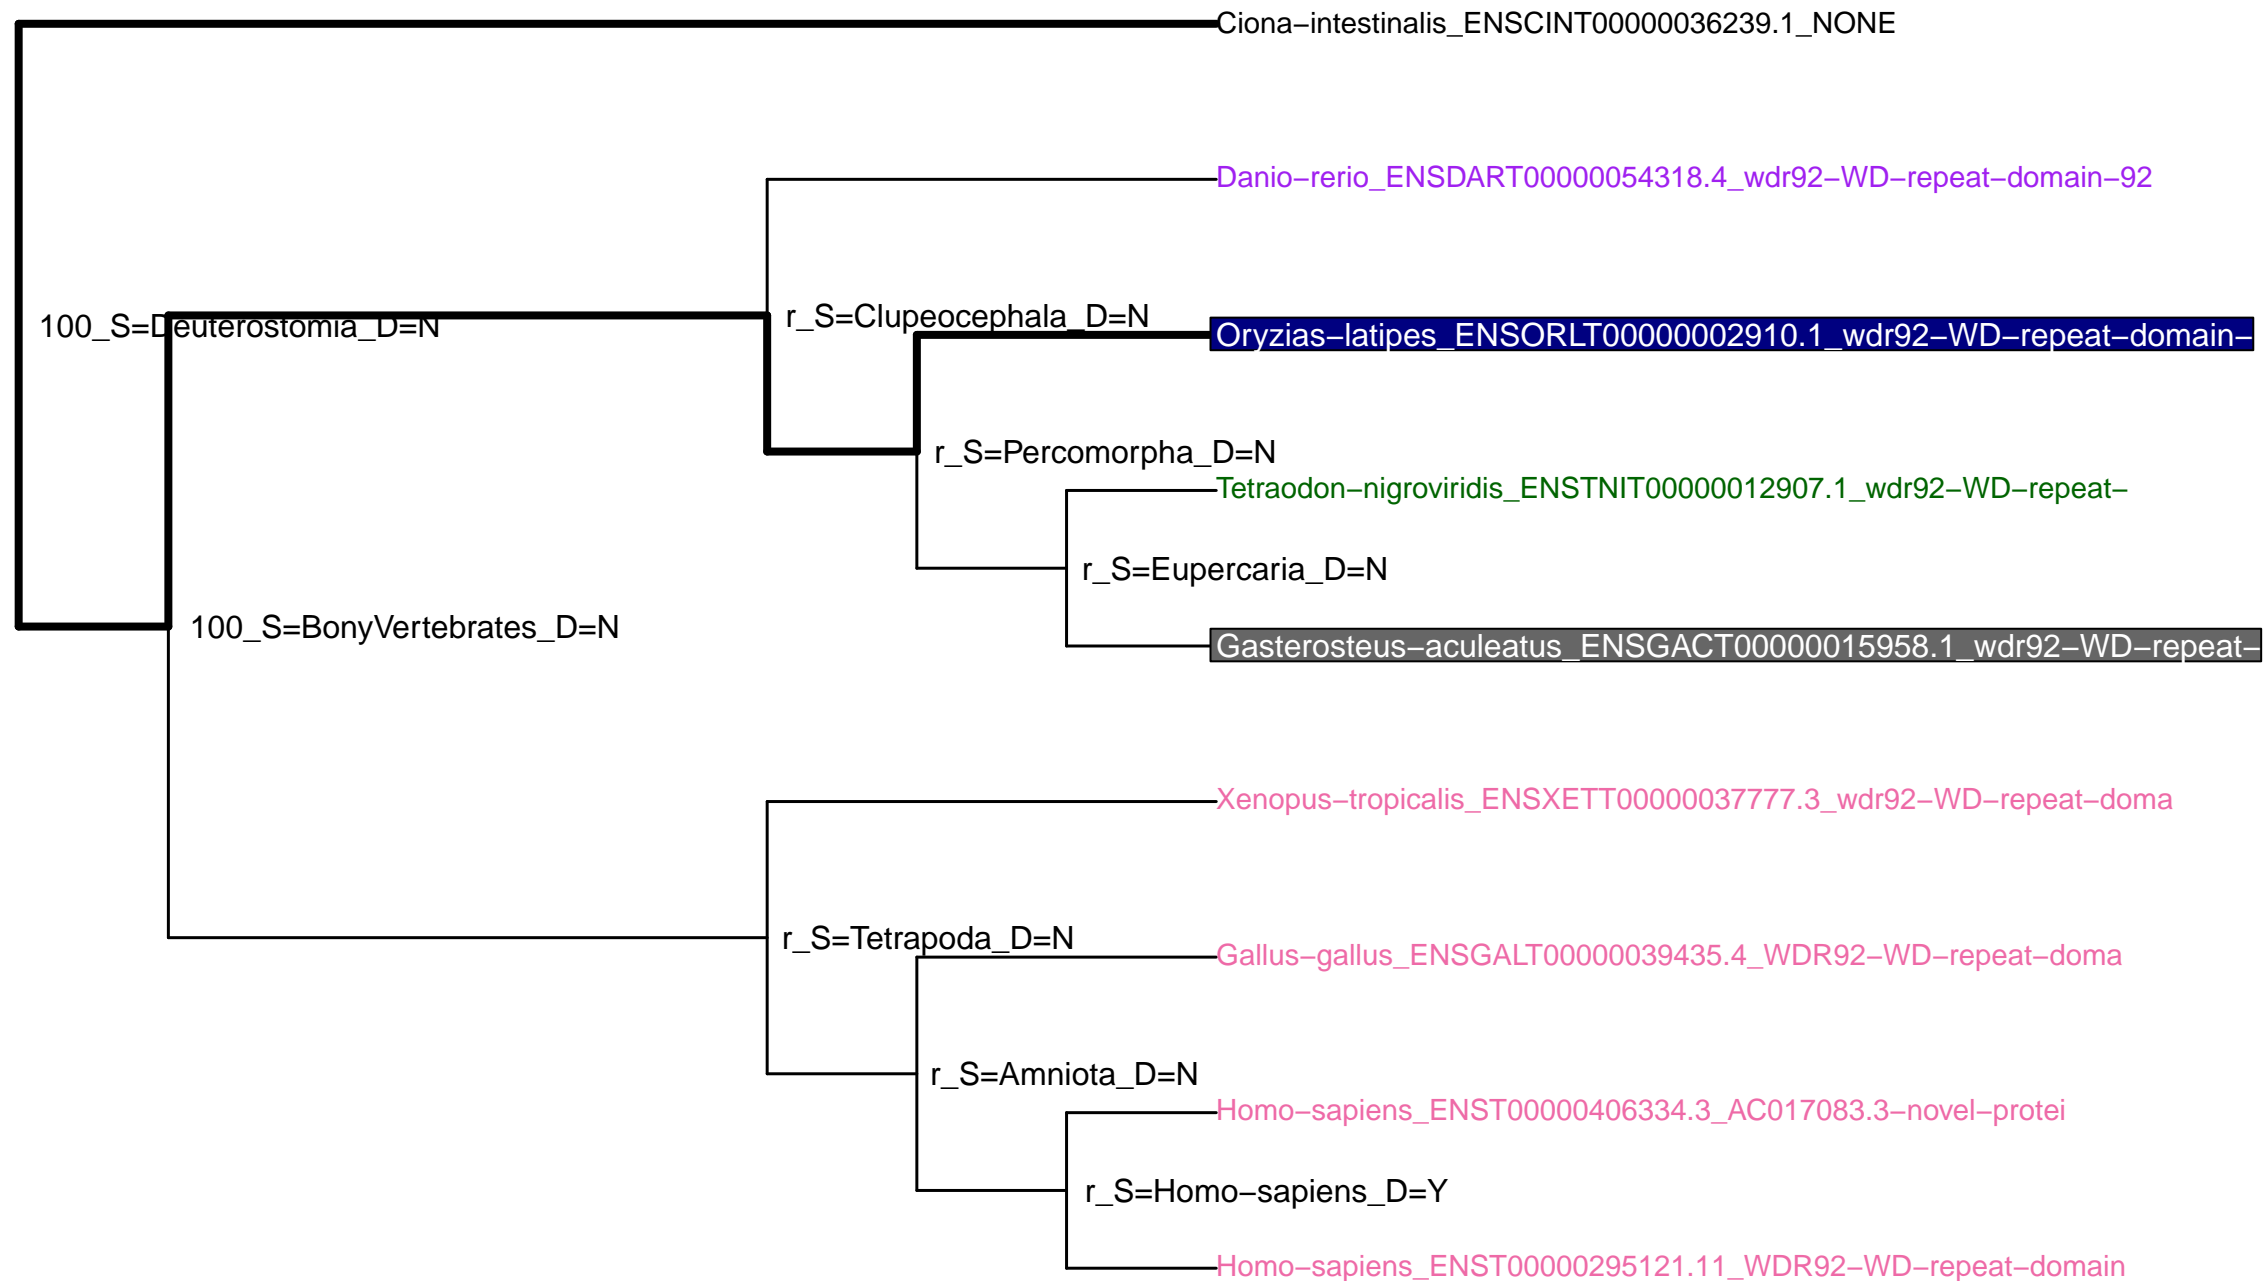 Ciona−intestinalis_ENSCINT00000036239.1_NONE
Danio−rerio_ENSDART00000054318.4_wdr92−WD−repeat−domain−92
r_S=Clupeocephala_D=N
100_S=Deuterostomia_D=N
Oryzias−latipes_ENSORLT00000002910.1_wdr92−WD−repeat−domain−
r_S=Percomorpha_D=N
Tetraodon−nigroviridis_ENSTNIT00000012907.1_wdr92−WD−repeat−
r_S=Eupercaria_D=N
100_S=BonyVertebrates_D=N
Gasterosteus−aculeatus_ENSGACT00000015958.1_wdr92−WD−repeat−
Xenopus−tropicalis_ENSXETT00000037777.3_wdr92−WD−repeat−doma
r_S=Tetrapoda_D=N
Gallus−gallus_ENSGALT00000039435.4_WDR92−WD−repeat−doma
r_S=Amniota_D=N
Homo−sapiens_ENST00000406334.3_AC017083.3−novel−protei
r_S=Homo−sapiens_D=Y
Homo−sapiens_ENST00000295121.11_WDR92−WD−repeat−domain